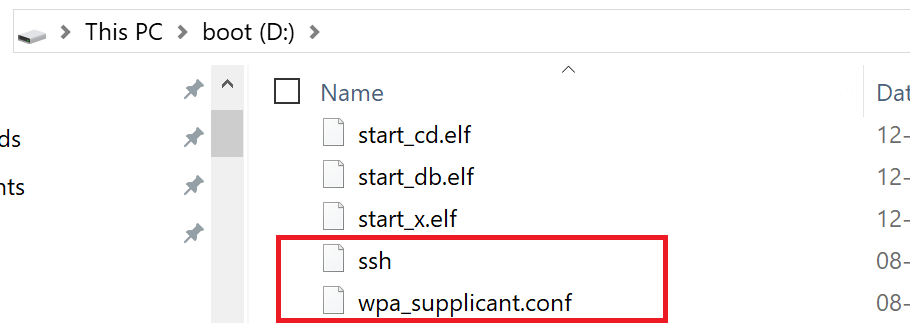 This PC > boot (D:) >
Name Dat
start_cd.elf 12-
ds
start_db.elf 12-
nts
start_x.elf 12-
ssh 08-
wpa_supplicant.conf 08-